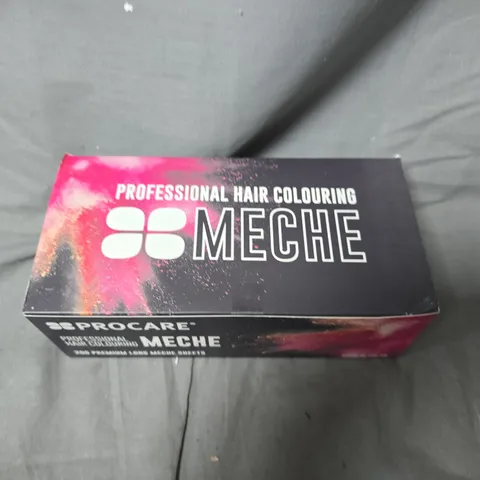 PROFESSIONAL HAIR COLOURING
MECHE
PROCARE®
PROFESSIONAL
HAIR COLOURING
MECHE
200 PREMIUM LONG MECHE SHEETS